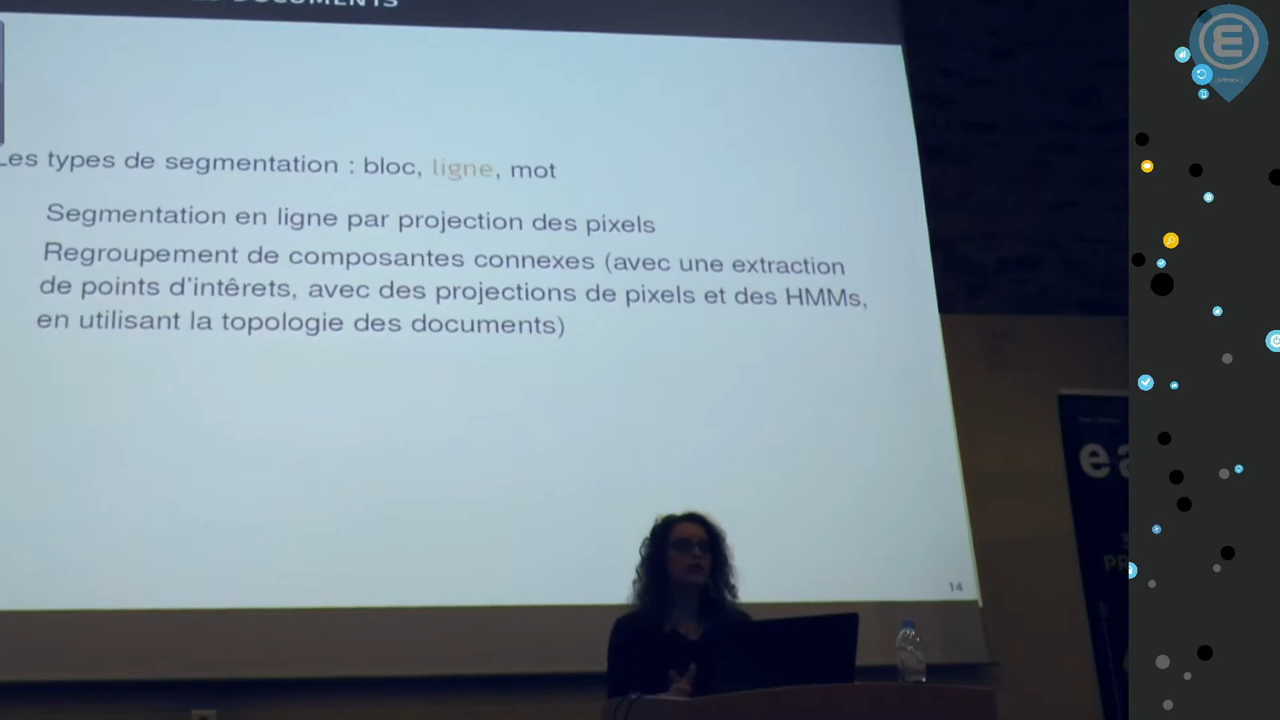 DOCUMENTS
Les types de segmentation : bloc, ligne, mot
Segmentation en ligne par projection des pixels
Regroupement de composantes connexes (avec une extraction
de points d'intêrets, avec des projections de pixels et des HMMs,
en utilisant la topologie des documents)
14